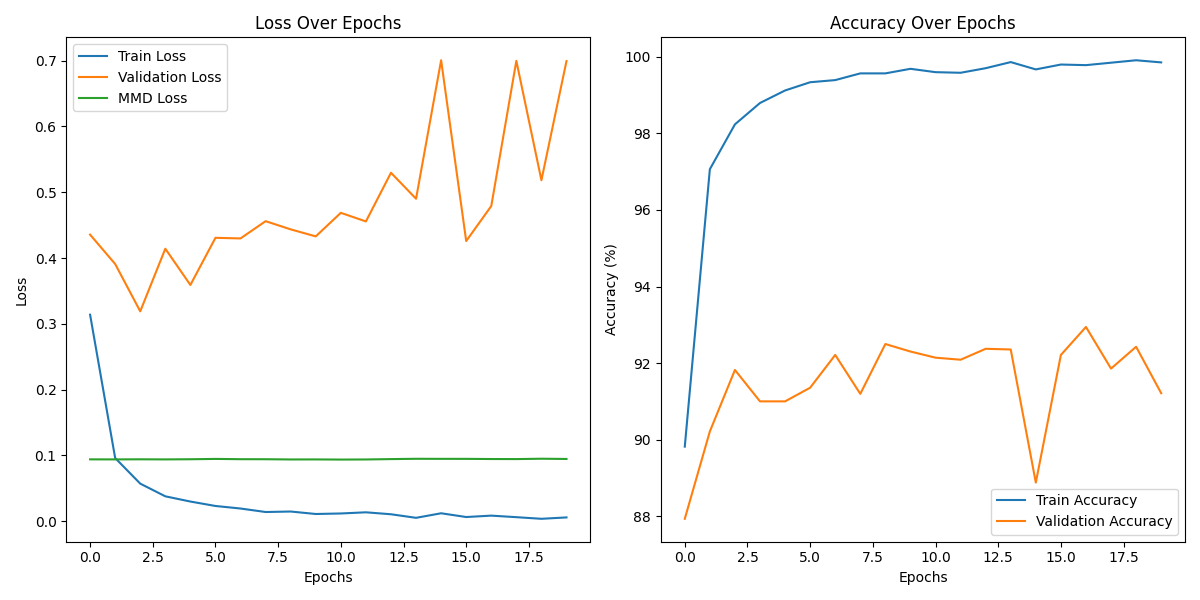 Loss Over Epochs
Train Loss
Validation Loss
MMD Loss
0.7
0.6
0.5
0.4
0.3
0.2
0.1
0.0
Loss
0.0 2.5 5.0 7.5 10.0 12.5 15.0 17.5
Epochs
Accuracy Over Epochs
100
98
96
94
92
90
88
Accuracy (%)
Train Accuracy
Validation Accuracy
0.0 2.5 5.0 7.5 10.0 12.5 15.0 17.5
Epochs